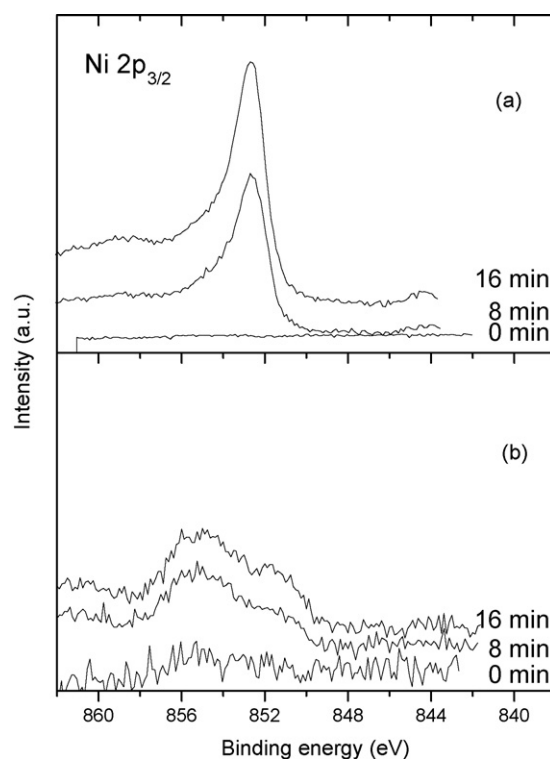 Ni 2p3/2
(a)
16 min
8 min
0 min
Intensity (a.u.)
(b)
16 min
8 min
0 min
860 856 852 848 844 840
Binding energy (eV)